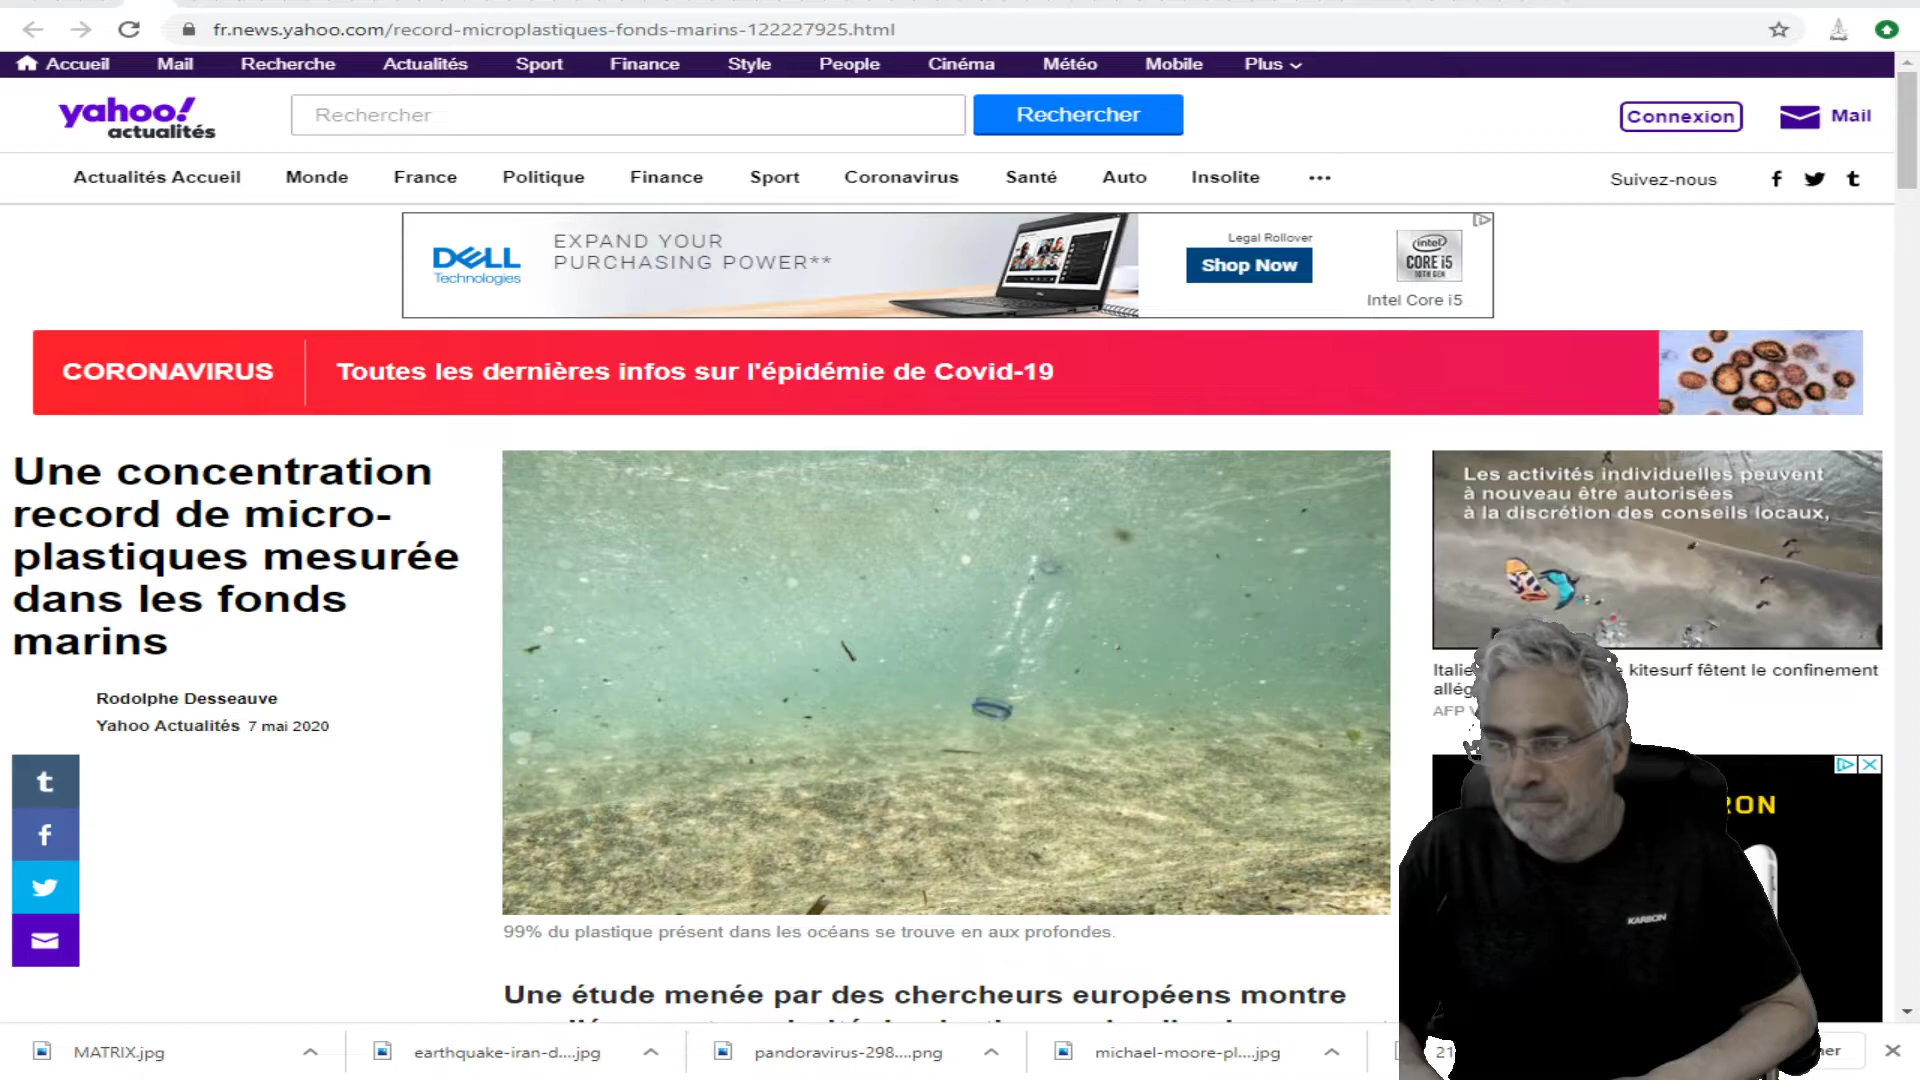 fr.news.yahoo.com/record-microplastiques-fonds-marins-122227925.html
Accueil Mail Recherche Actualités Sport Finance Style People Cinéma Météo Mobile Plus
yahoo!
actualités
Rechercher
Rechercher
Connexion
Mail
Actualités Accueil Monde France Politique Finance Sport Coronavirus Santé Auto Insolite ...
Suivez-nous
DELL
Technologies
EXPAND YOUR
PURCHASING POWER**
Legal Rollover
Shop Now
intel
CORE i5
10TH GEN
Intel Core i5
CORONAVIRUS
Toutes les dernières infos sur l'épidémie de Covid-19
Une concentration
record de micro-
plastiques mesurée
dans les fonds
marins
Rodolphe Desseauve
Yahoo Actualités 7 mai 2020
99% du plastique présent dans les océans se trouve en aux profondes.
Une étude menée par des chercheurs européens montre
Les activités individuelles peuvent
à nouveau être autorisées
à la discrétion des conseils locaux,
kitesurf fêtent le confinement
AFP
KARBON
MATRIX.jpg
earthquake-iran-d....jpg
pandoravirus-298....png
michael-moore-pl....jpg
21